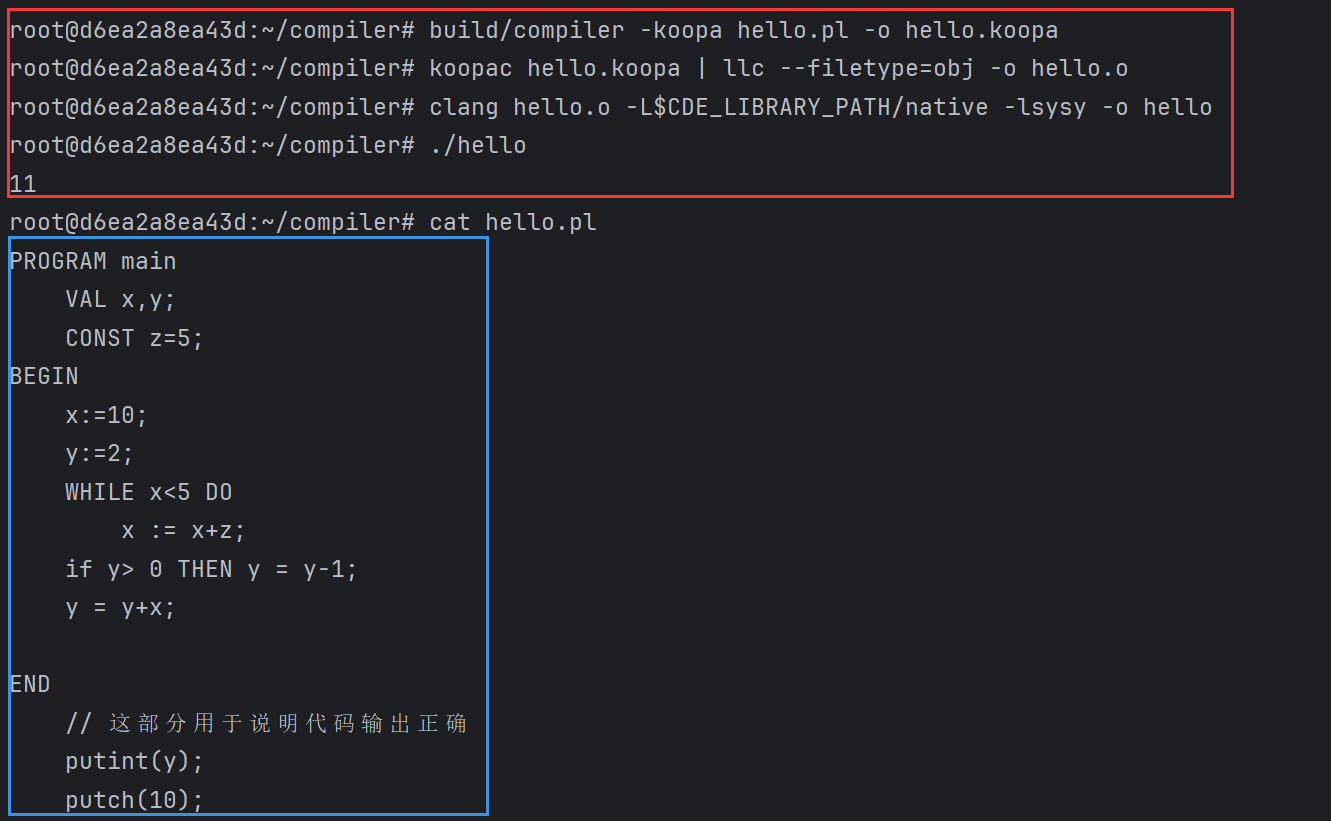 root@d6ea2a8ea43d:~/compiler# build/compiler -koopa hello.pl -o hello.koopa
root@d6ea2a8ea43d:~/compiler# koopac hello.koopa | llc --filetype=obj -o hello.o
root@d6ea2a8ea43d:~/compiler# clang hello.o -L$CDE_LIBRARY_PATH/native -lsysy -o hello
root@d6ea2a8ea43d:~/compiler# ./hello
11
root@d6ea2a8ea43d:~/compiler# cat hello.pl
PROGRAM main
    VAL x,y;
    CONST z=5;
BEGIN
    x:=10;
    y:=2;
    WHILE x<5 DO
        x := x+z;
    if y> 0 THEN y = y-1;
    y = y+x;

END
    // 这部分用于说明代码输出正确
    putint(y);
    putch(10);